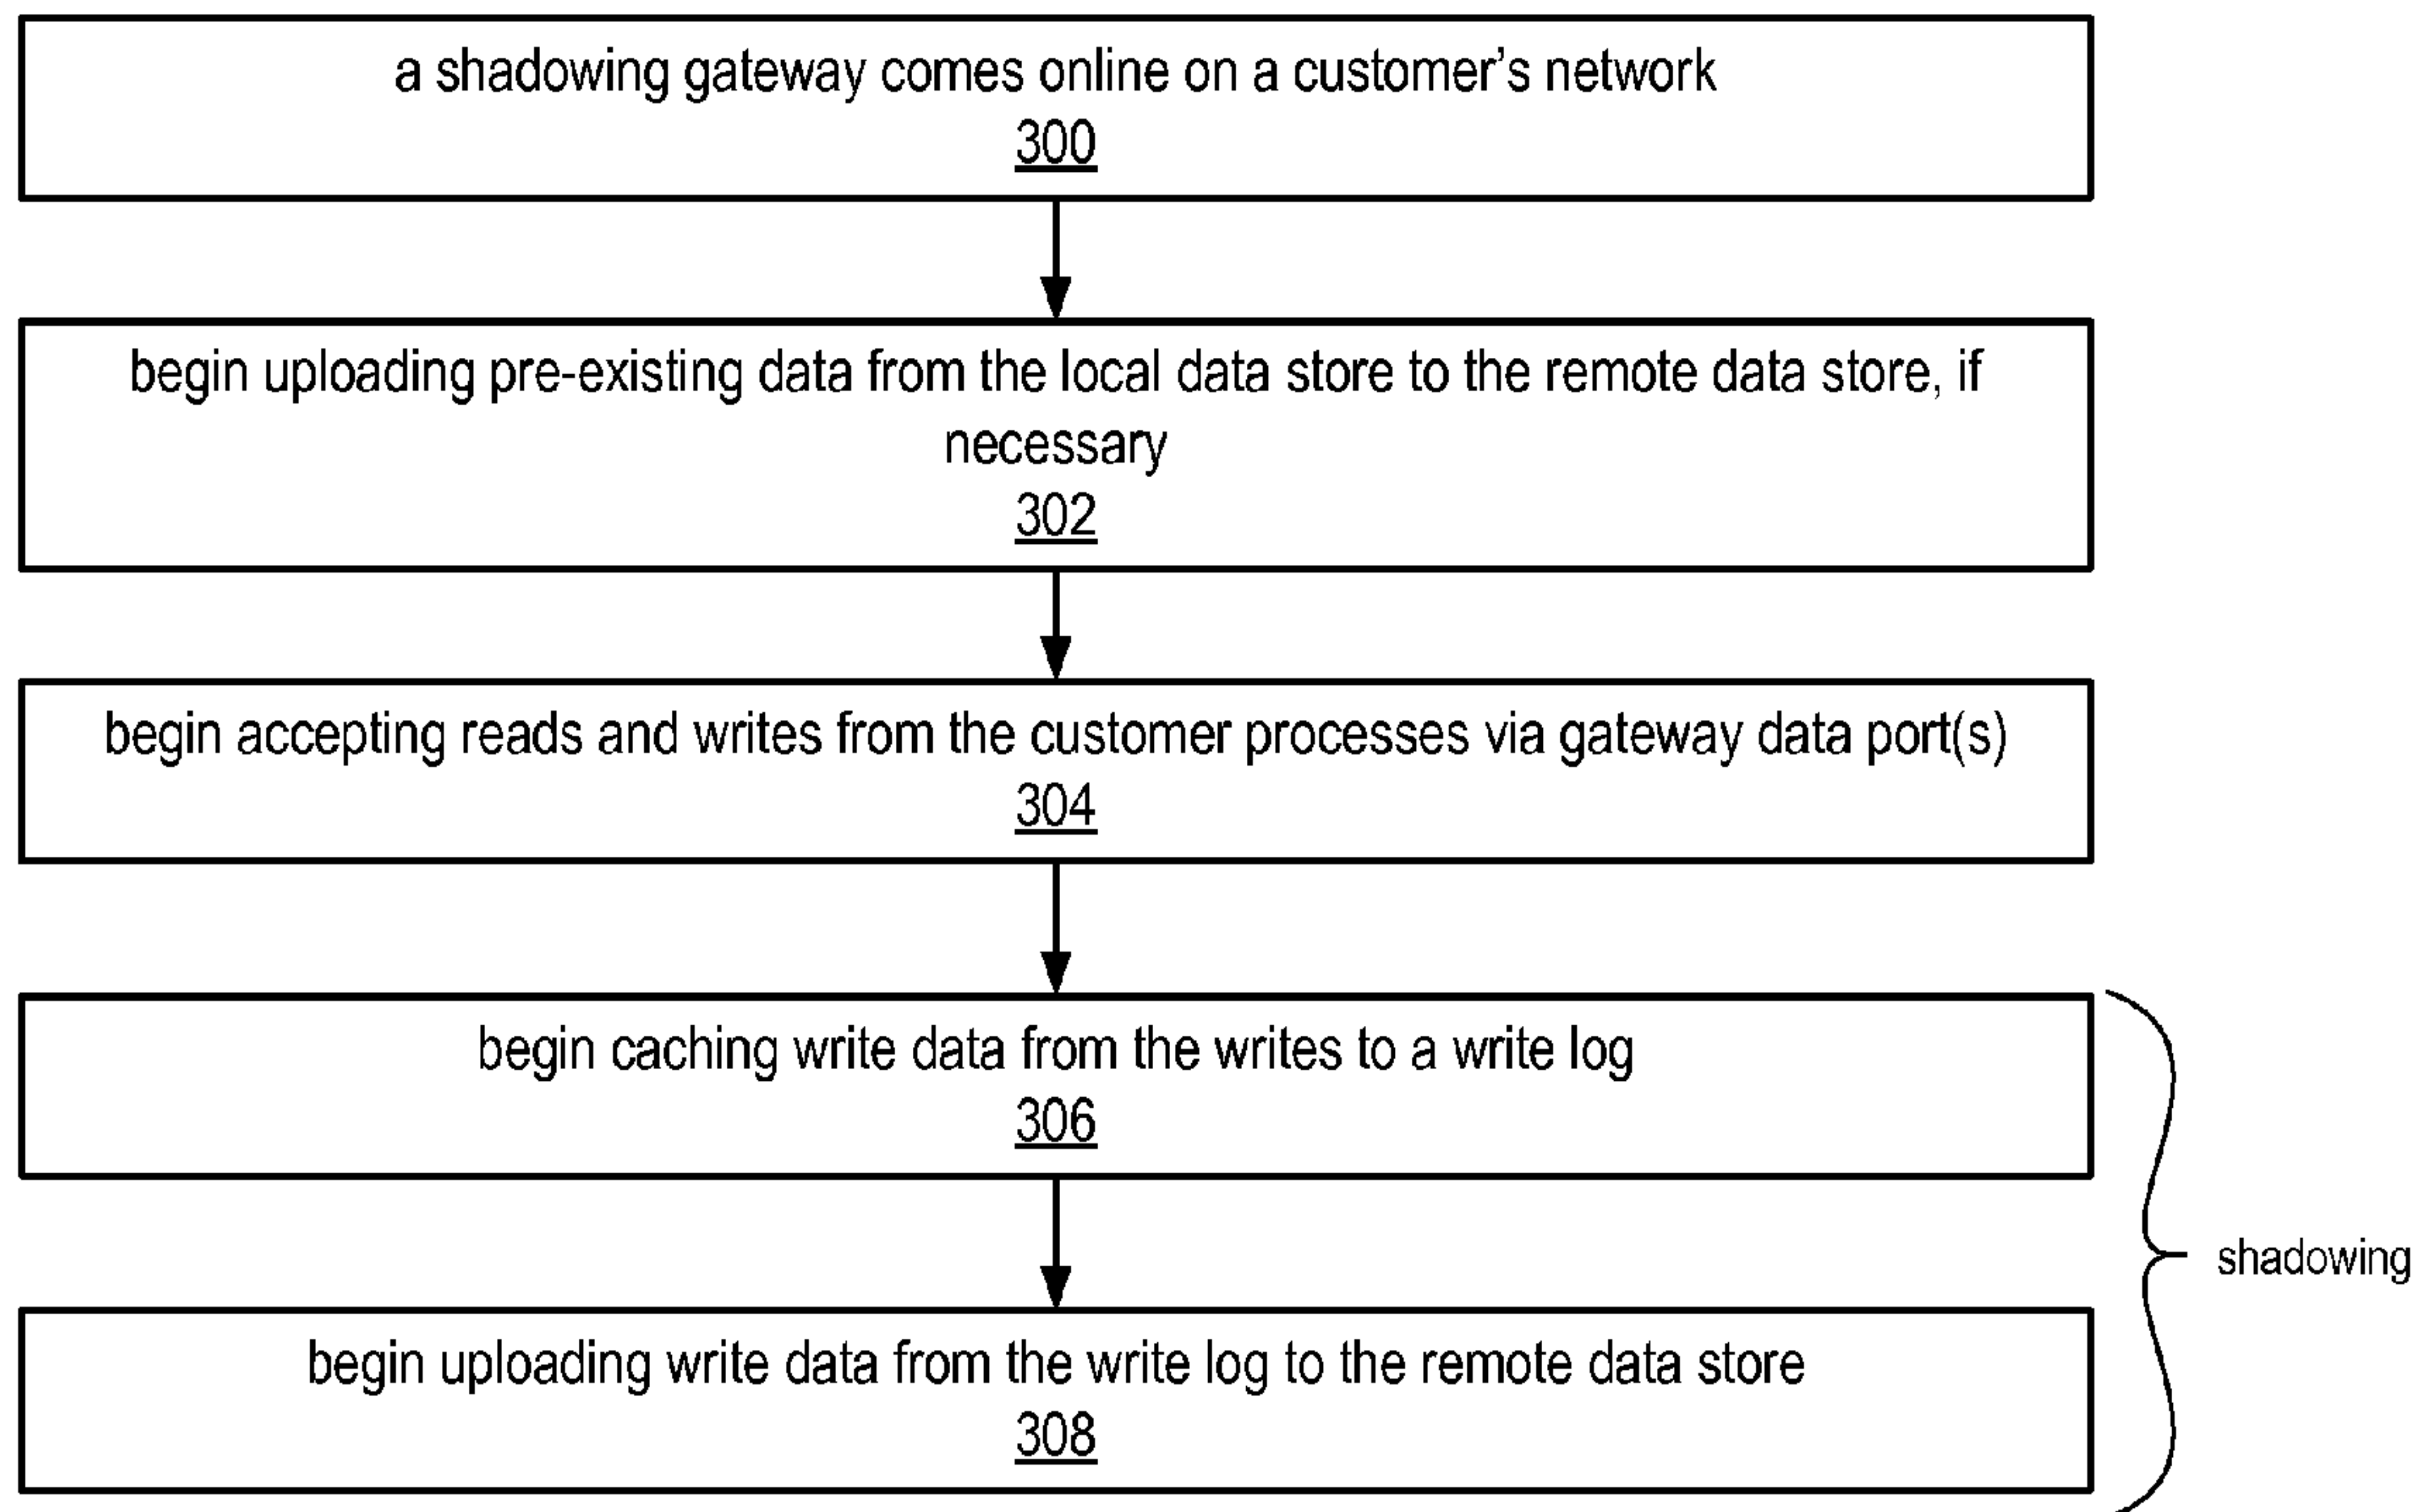 a shadowing gateway comes online on a customer’s network
300
begin uploading pre-existing data from the local data store to the remote data store, if
necessary
302
begin accepting reads and writes from the customer processes via gateway data port(s)
304
begin caching write data from the writes to a write log
306
shadowing
begin uploading write data from the write log to the remote data store
308